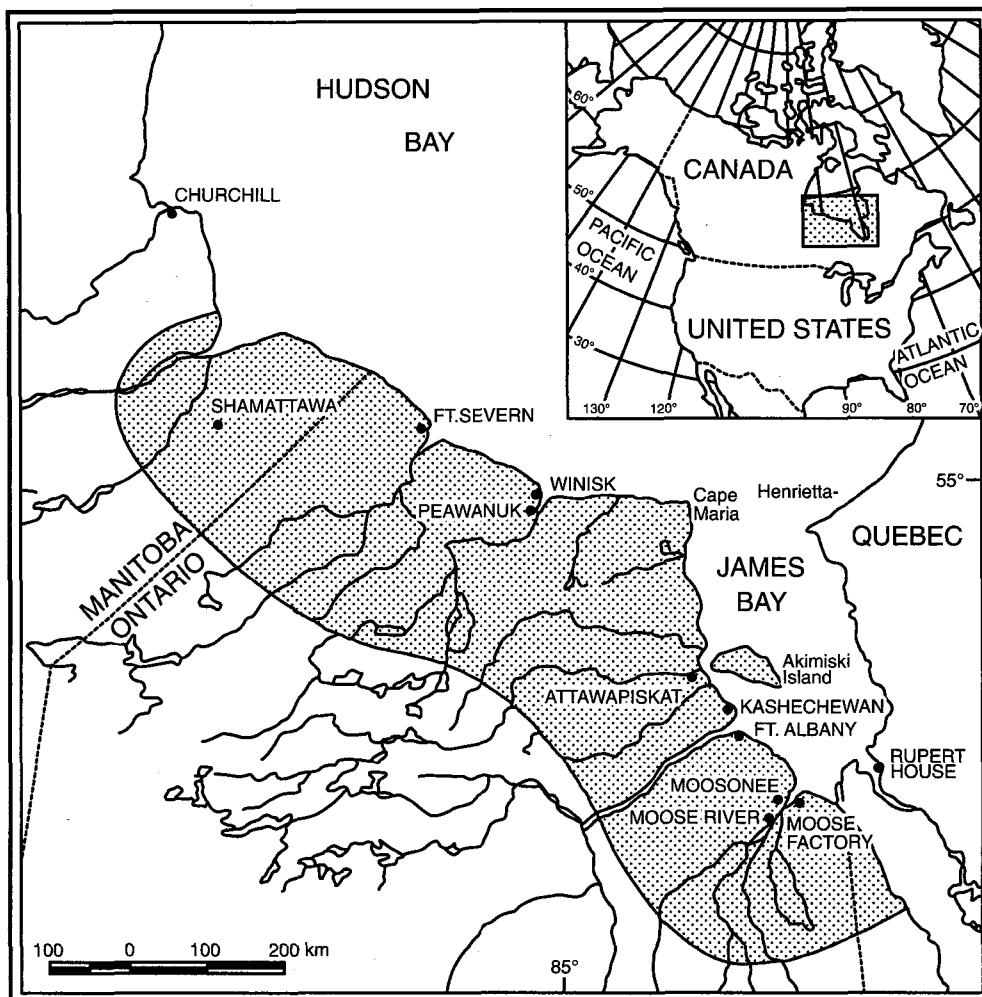 HUDSON
BAY
CHURCHILL
SHAMATTAWA
FT. SEVERN
WINISK
PEAWANUK
Cape
Henrietta-
Maria
55°
QUEBEC
MANITOBA
ONTARIO
JAMES
BAY
Akimiski
Island
ATTAWAPISKAT
KASHECHEWAN
FT. ALBANY
RUPERT
HOUSE
MOOSONEE
MOOSE RIVER
MOOSE
FACTORY
100 0 100 200 km
85°
60°
CANADA
50°
PACIFIC
OCEAN
40°
UNITED STATES
30°
ATLANTIC
OCEAN
130° 120° 90° 80° 70°